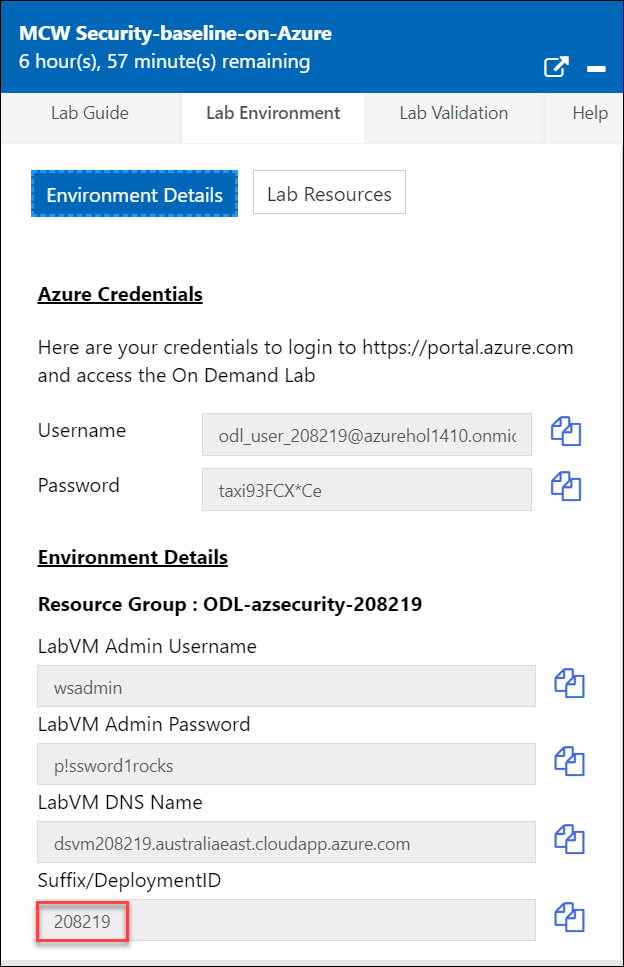 MCW Security-baseline-on-Azure
6 hour(s), 57 minute(s) remaining
Lab Guide Lab Environment Lab Validation Help
Environment Details Lab Resources
Azure Credentials
Here are your credentials to login to https://portal.azure.com
and access the On Demand Lab
Username odl_user_208219@azurehol1410.onmic
Password taxi93FCX*Ce
Environment Details
Resource Group : ODL-azsecurity-208219
LabVM Admin Username
wsadmin
LabVM Admin Password
p!ssword1rocks
LabVM DNS Name
dsvm208219.australiaeast.cloudapp.azure.com
Suffix/DeploymentID
208219